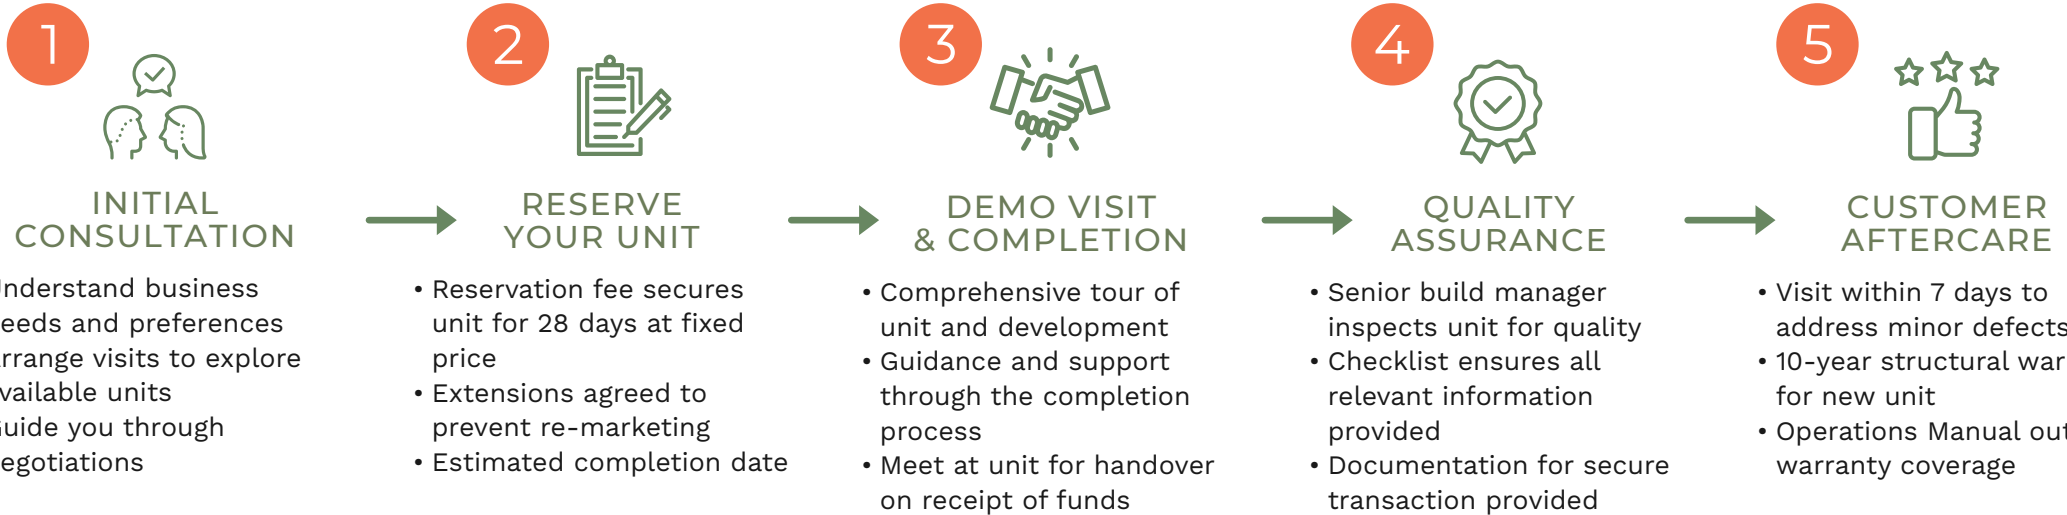 1
INITIAL
CONSULTATION
nderstand business
eeds and preferences
rrange visits to explore
vailable units
uide you through
egotiations
2
RESERVE
YOUR UNIT
• Reservation fee secures
unit for 28 days at fixed
price
• Extensions agreed to
prevent re-marketing
• Estimated completion date
3
DEMO VISIT
& COMPLETION
• Comprehensive tour of
unit and development
• Guidance and support
through the completion
process
• Meet at unit for handover
on receipt of funds
4
QUALITY
ASSURANCE
• Senior build manager
inspects unit for quality
• Checklist ensures all
relevant information
provided
• Documentation for secure
transaction provided
5
CUSTOMER
AFTERCARE
• Visit within 7 days to
address minor defects
• 10-year structural war
for new unit
• Operations Manual out
warranty coverage